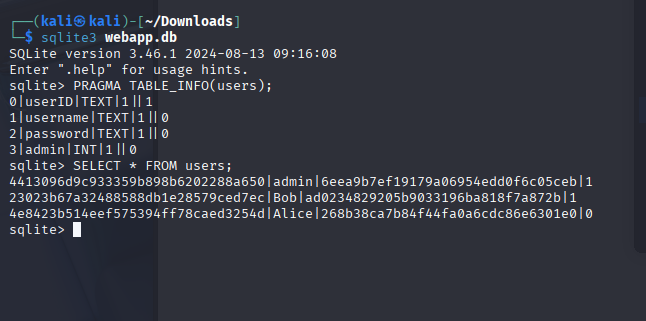 ┌──(kali㉿kali)-[~/Downloads]
└─$ sqlite3 webapp.db
SQLite version 3.46.1 2024-08-13 09:16:08
Enter ".help" for usage hints.
sqlite> PRAGMA TABLE_INFO(users);
0|userID|TEXT|1||1
1|username|TEXT|1||0
2|password|TEXT|1||0
3|admin|INT|1||0
sqlite> SELECT * FROM users;
4413096d9c933359b898b6202288a650|admin|6eea9b7ef19179a06954edd0f6c05ceb|1
23023b67a32488588db1e28579ced7ec|Bob|ad0234829205b9033196ba818f7a872b|1
4e8423b514eef575394ff78caed3254d|Alice|268b38ca7b84f44fa0a6cdc86e6301e0|0
sqlite>